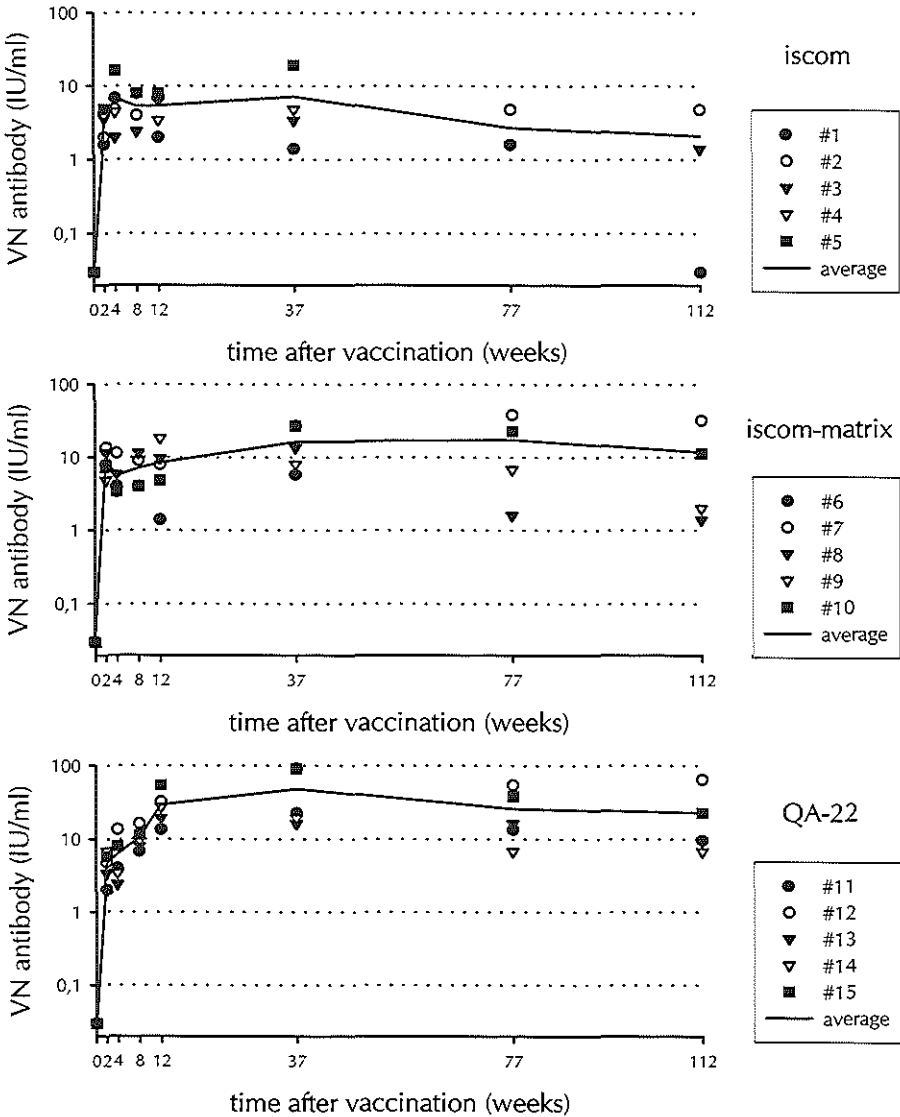 VN antibody (IU/ml)
100
10
1
0,1
0 2 4 8 12 37 77 112
time after vaccination (weeks)
iscom
#1
#2
#3
#4
#5
average
VN antibody (IU/ml)
100
10
1
0,1
0 2 4 8 12 37 77 112
time after vaccination (weeks)
iscom-matrix
#6
#7
#8
#9
#10
average
VN antibody (IU/ml)
100
10
1
0,1
0 2 4 8 12 37 77 112
time after vaccination (weeks)
QA-22
#11
#12
#13
#14
#15
average